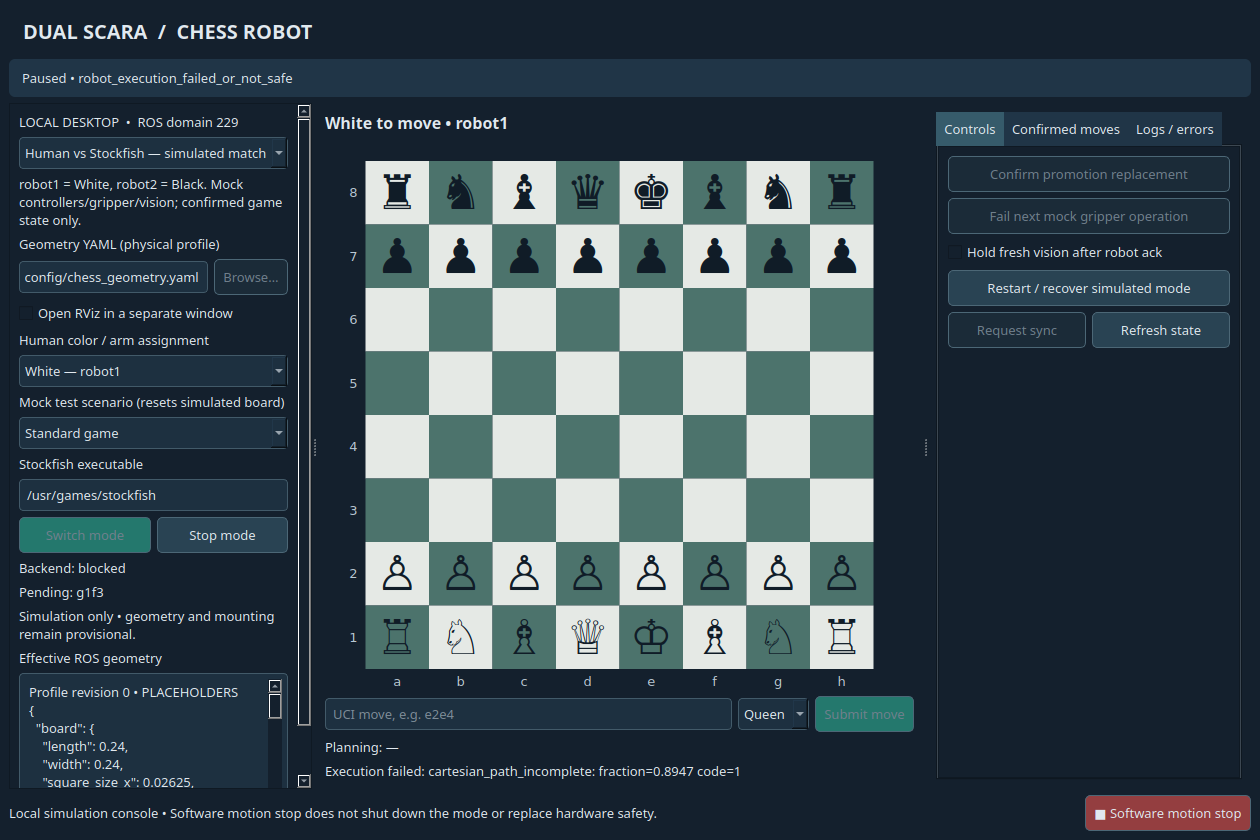 DUAL SCARA / CHESS ROBOT
Paused • robot_execution_failed_or_not_safe
LOCAL DESKTOP • ROS domain 229
Human vs Stockfish — simulated match
robot1 = White, robot2 = Black. Mock
controllers/gripper/vision; confirmed game
state only.
Geometry YAML (physical profile)
config/chess_geometry.yaml
Browse...
Open RViz in a separate window
Human color / arm assignment
White — robot1
Mock test scenario (resets simulated board)
Standard game
Stockfish executable
/usr/games/stockfish
Switch mode
Stop mode
Backend: blocked
Pending: g1f3
Simulation only • geometry and mounting
remain provisional.
Effective ROS geometry
Profile revision 0 • PLACEHOLDERS
{
"board": {
"length": 0.24,
"width": 0.24,
"square_size_x": 0.02625,
White to move • robot1
8
7
6
5
4
3
2
1
a b c d e f g h
UCI move, e.g. e2e4
Queen
Submit move
Planning: —
Execution failed: cartesian_path_incomplete: fraction=0.8947 code=1
Controls
Confirmed moves
Logs / errors
Confirm promotion replacement
Fail next mock gripper operation
Hold fresh vision after robot ack
Restart / recover simulated mode
Request sync
Refresh state
Local simulation console • Software motion stop does not shut down the mode or replace hardware safety.
Software motion stop